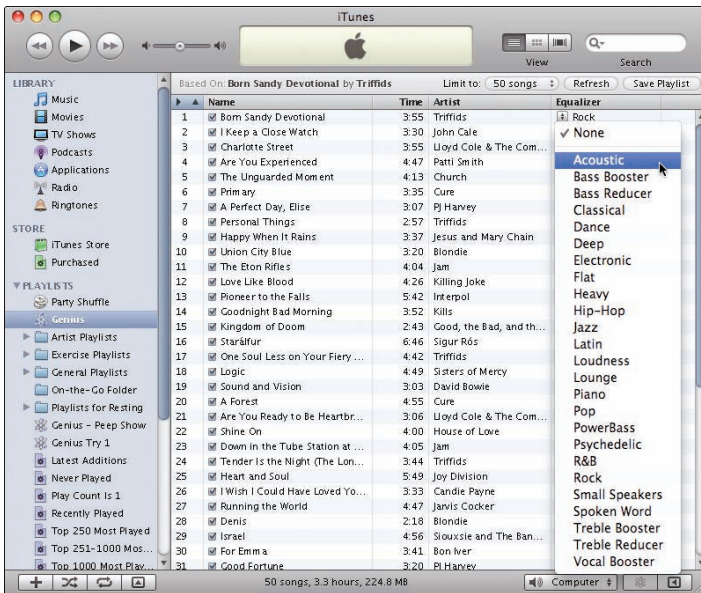 iTunes
View
Search
LIBRARY
Music
Movies
TV Shows
Podcasts
Applications
Radio
Ringtones
STORE
iTunes Store
Purchased
PLAYLISTS
Party Shuffle
Genius
Artist Playlists
Exercise Playlists
General Playlists
On-the-Go Folder
Playlists for Resting
Genius - Peep Show
Genius Try 1
Latest Additions
Never Played
Play Count Is 1
Recently Played
Top 250 Most Played
Top 251-1000 Mos...
Top 1000 Most Play...
Based On: Born Sandy Devotional by Triffids Limit to: 50 songs Refresh Save Playlist
Name Time Artist Equalizer
1 Born Sandy Devotional 3:55 Triffids Rock
2 I Keep a Close Watch 3:30 John Cale
3 Charlotte Street 3:55 Lloyd Cole & The Com...
4 Are You Experienced 4:47 Patti Smith
5 The Unguarded Moment 4:13 Church
6 Primary 3:35 Cure
7 A Perfect Day, Elise 3:07 PJ Harvey
8 Personal Things 2:57 Triffids
9 Happy When It Rains 3:37 Jesus and Mary Chain
10 Union City Blue 3:20 Blondie
11 The Eton Rifles 4:04 Jam
12 Love Like Blood 4:26 Killing Joke
13 Pioneer to the Falls 5:42 Interpol
14 Goodnight Bad Morning 3:52 Kills
15 Kingdom of Doom 2:43 Good, the Bad, and th...
16 Starálfur 6:46 Sigur Rós
17 One Soul Less on Your Fiery ... 4:42 Triffids
18 Logic 4:49 Sisters of Mercy
19 Sound and Vision 3:03 David Bowie
20 A Forest 4:55 Cure
21 Are You Ready to Be Heartbr... 3:06 Lloyd Cole & The Com...
22 Shine On 4:00 House of Love
23 Down in the Tube Station at ... 4:05 Jam
24 Tender Is the Night (The Lon... 3:44 Triffids
25 Heart and Soul 5:49 Joy Division
26 I Wish I Could Have Loved Yo... 3:33 Candie Payne
27 Running the World 4:47 Jarvis Cocker
28 Denis 2:18 Blondie
29 Israel 4:56 Siouxsie and The Ban...
30 For Emma 3:41 Bon Iver
31 Good Fortune 3:20 PJ Harvey
None
Acoustic
Bass Booster
Bass Reducer
Classical
Dance
Deep
Electronic
Flat
Heavy
Hip-Hop
Jazz
Latin
Loudness
Lounge
Piano
Pop
PowerBass
Psychedelic
R&B
Rock
Small Speakers
Spoken Word
Treble Booster
Treble Reducer
Vocal Booster
50 songs, 3.3 hours, 224.8 MB
Computer